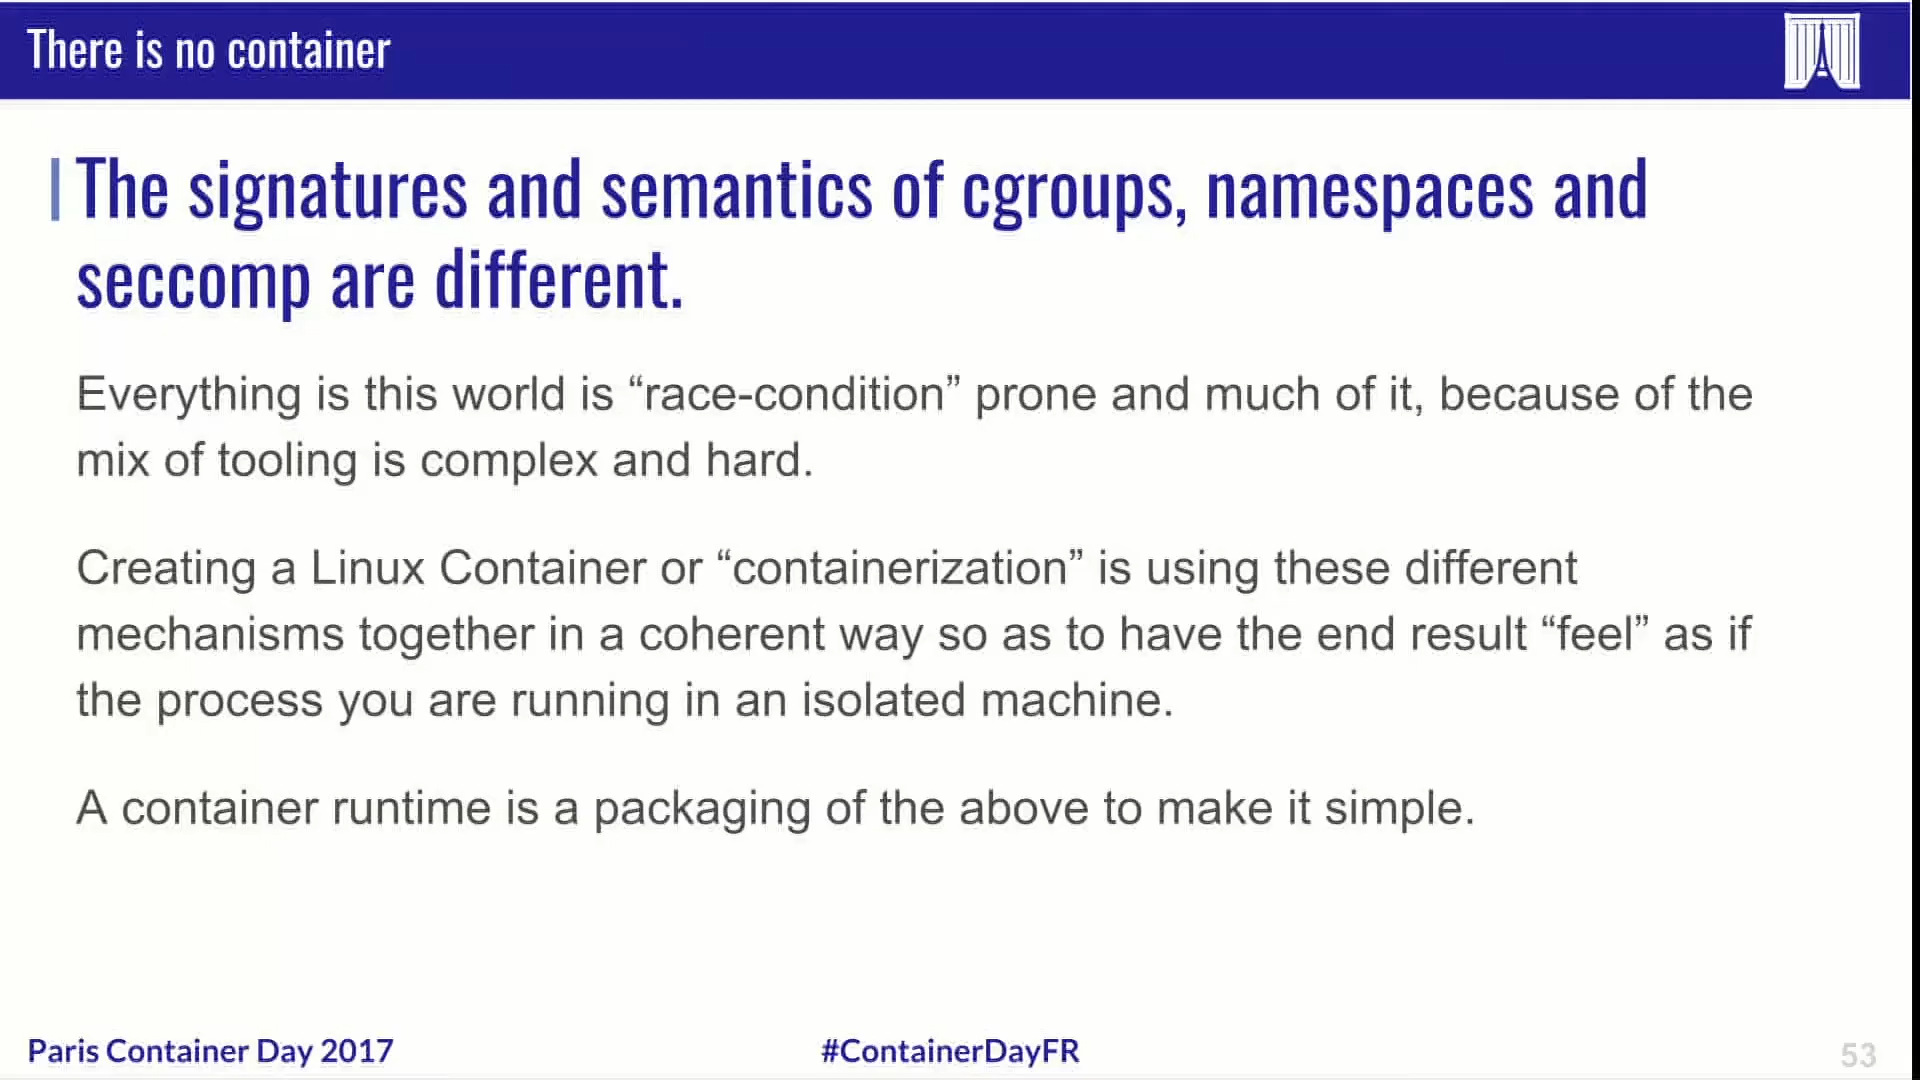 There is no container
The signatures and semantics of cgroups, namespaces and
seccomp are different.
Everything is this world is “race-condition” prone and much of it, because of the
mix of tooling is complex and hard.
Creating a Linux Container or “containerization” is using these different
mechanisms together in a coherent way so as to have the end result “feel” as if
the process you are running in an isolated machine.
A container runtime is a packaging of the above to make it simple.
Paris Container Day 2017
#ContainerDayFR
53